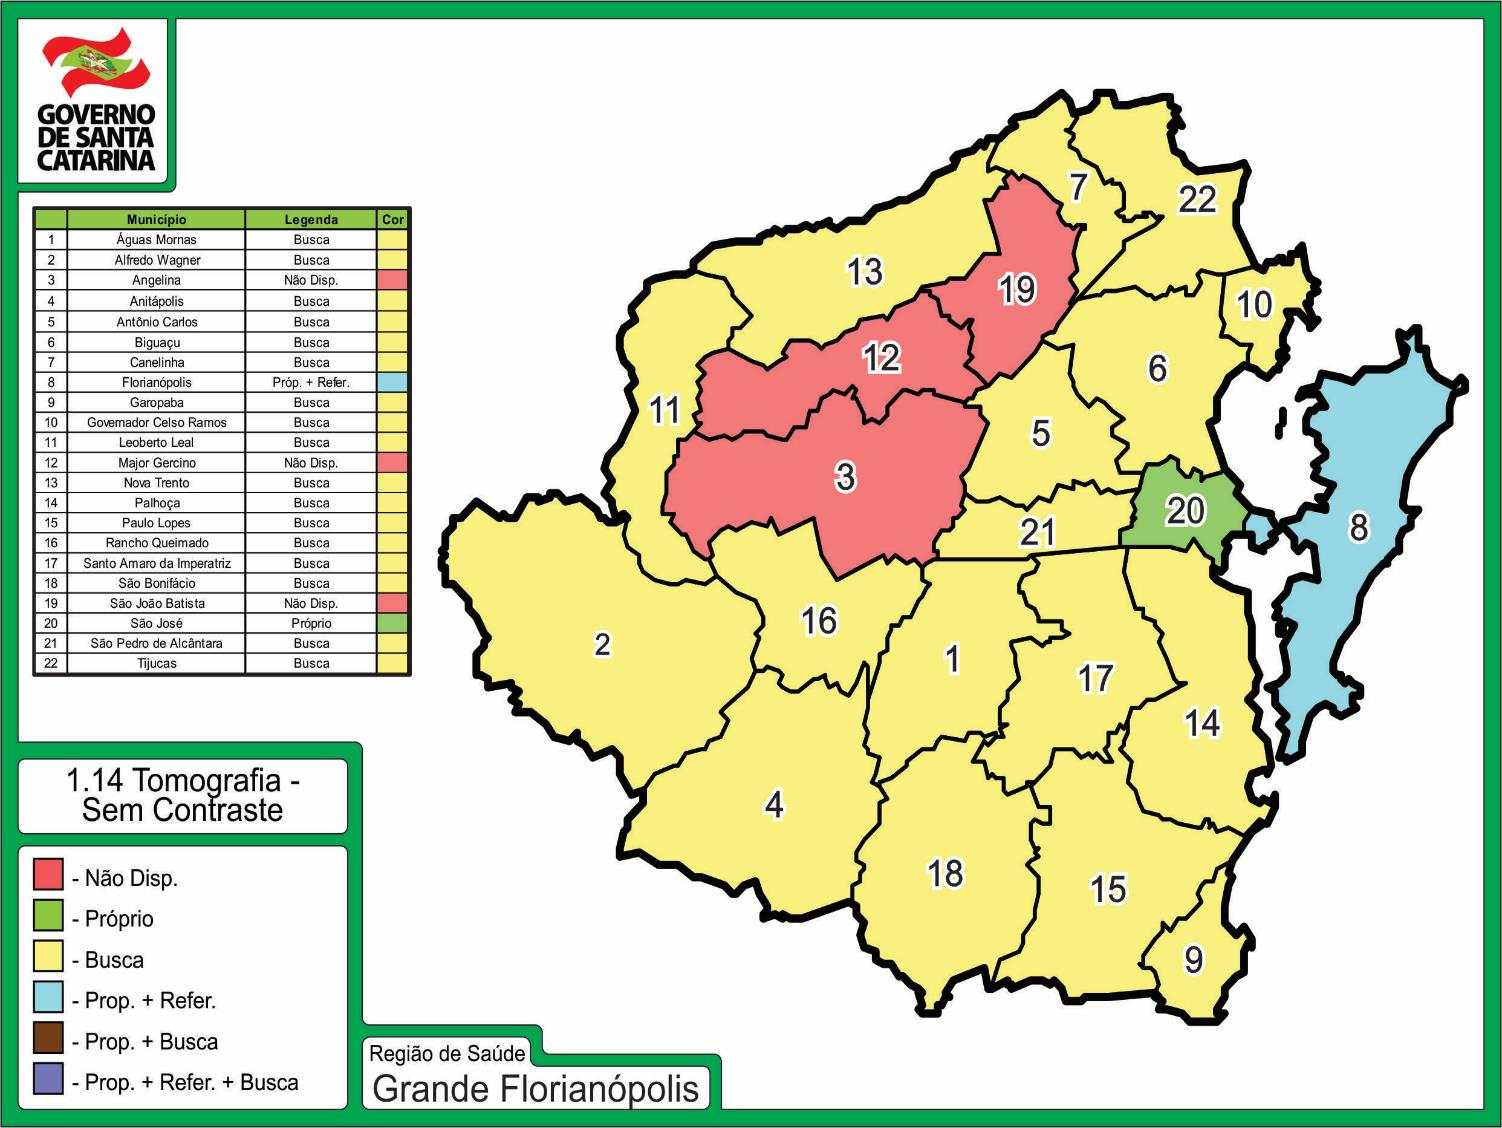 GOVERNO
DE SANTA
CATARINA
Município Legenda Cor
1 Águas Mornas Busca
2 Alfredo Wagner Busca
3 Angelina Não Disp.
4 Anitápolis Busca
5 Antônio Carlos Busca
6 Biguaçu Busca
7 Canelinha Busca
8 Florianópolis Próp. + Refer.
9 Garopaba Busca
10 Governador Celso Ramos Busca
11 Leoberto Leal Busca
12 Major Gercino Não Disp.
13 Nova Trento Busca
14 Palhoça Busca
15 Paulo Lopes Busca
16 Rancho Queimado Busca
17 Santo Amaro da Imperatriz Busca
18 São Bonifácio Busca
19 São João Batista Não Disp.
20 São José Próprio
21 São Pedro de Alcântara Busca
22 Tijucas Busca
7
22
13
19
10
12
6
11
5
3
20
21
8
16
2
1
17
14
4
18
15
9
1.14 Tomografia -
Sem Contraste
- Não Disp.
- Próprio
- Busca
- Prop. + Refer.
- Prop. + Busca
- Prop. + Refer. + Busca
Região de Saúde
Grande Florianópolis